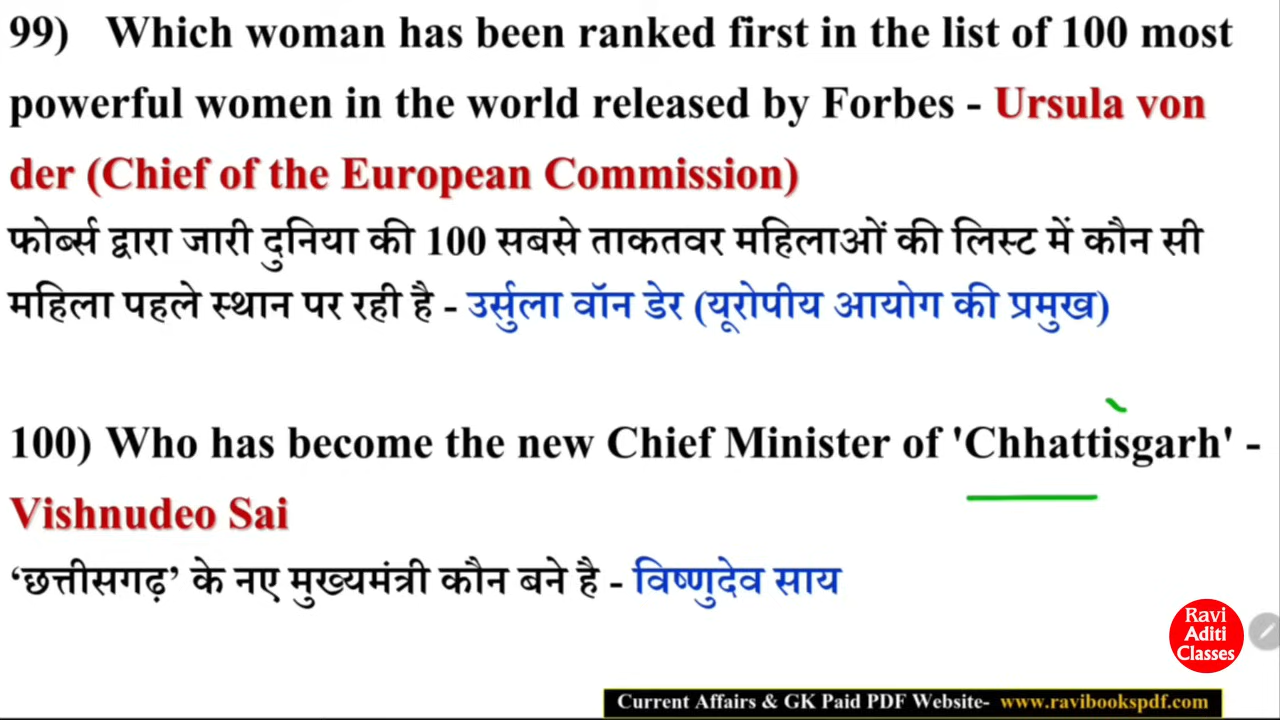 99) Which woman has been ranked first in the list of 100 most
powerful women in the world released by Forbes - Ursula von
der (Chief of the European Commission)
फोर्ब्स द्वारा जारी दुनिया की 100 सबसे ताकतवर महिलाओं की लिस्ट में कौन सी
महिला पहले स्थान पर रही है - उर्सुला वॉन डेर (यूरोपीय आयोग की प्रमुख)
100) Who has become the new Chief Minister of 'Chhattisgarh' -
Vishnudeo Sai
‘छत्तीसगढ़’ के नए मुख्यमंत्री कौन बने है - विष्णुदेव साय
Ravi
Aditi
Classes
Current Affairs & GK Paid PDF Website- www.ravibookspdf.com